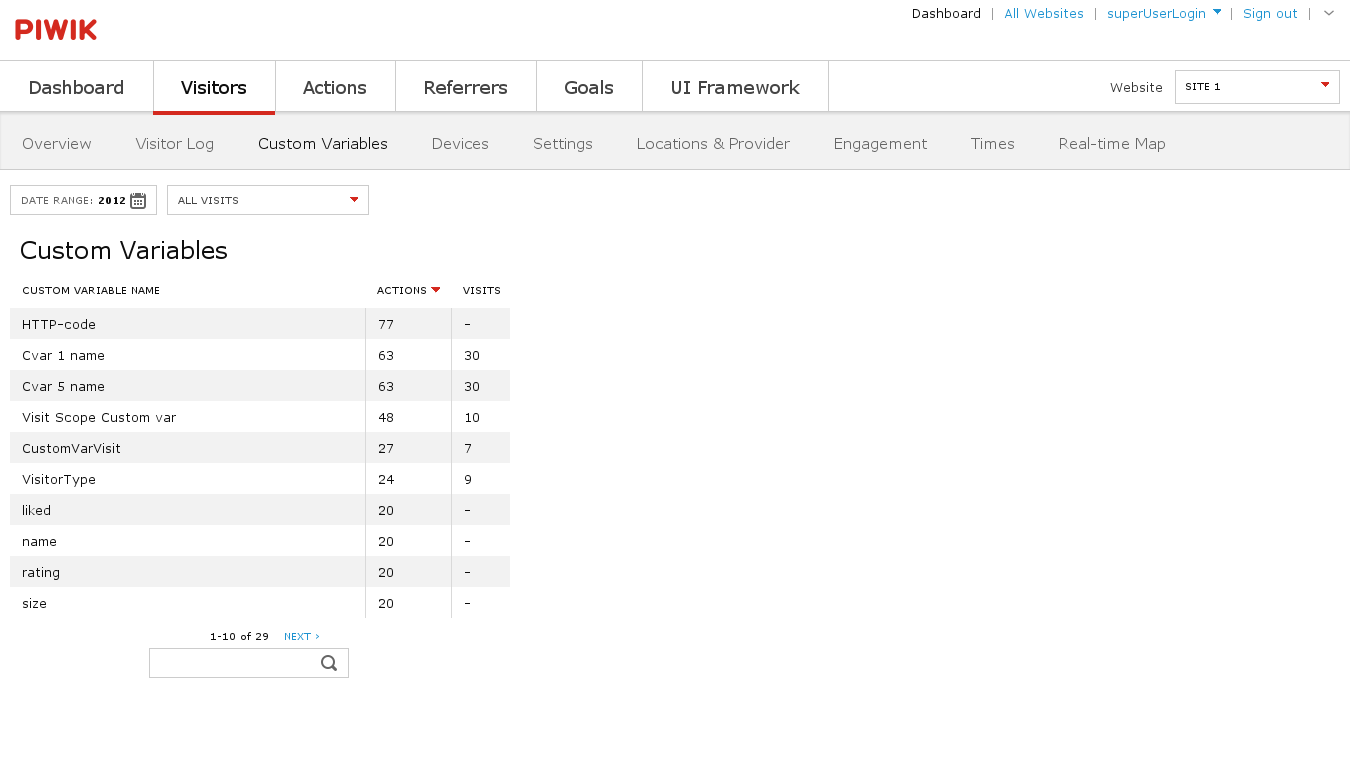 PIWIK
Dashboard | All Websites | superUserLogin | Sign out |
Dashboard Visitors Actions Referrers Goals UI Framework Website SITE 1
Overview Visitor Log Custom Variables Devices Settings Locations & Provider Engagement Times Real-time Map
DATE RANGE: 2012 ALL VISITS
Custom Variables
CUSTOM VARIABLE NAME ACTIONS VISITS
HTTP-code 77 -
Cvar 1 name 63 30
Cvar 5 name 63 30
Visit Scope Custom var 48 10
CustomVarVisit 27 7
VisitorType 24 9
liked 20 -
name 20 -
rating 20 -
size 20 -
1-10 of 29 NEXT ›